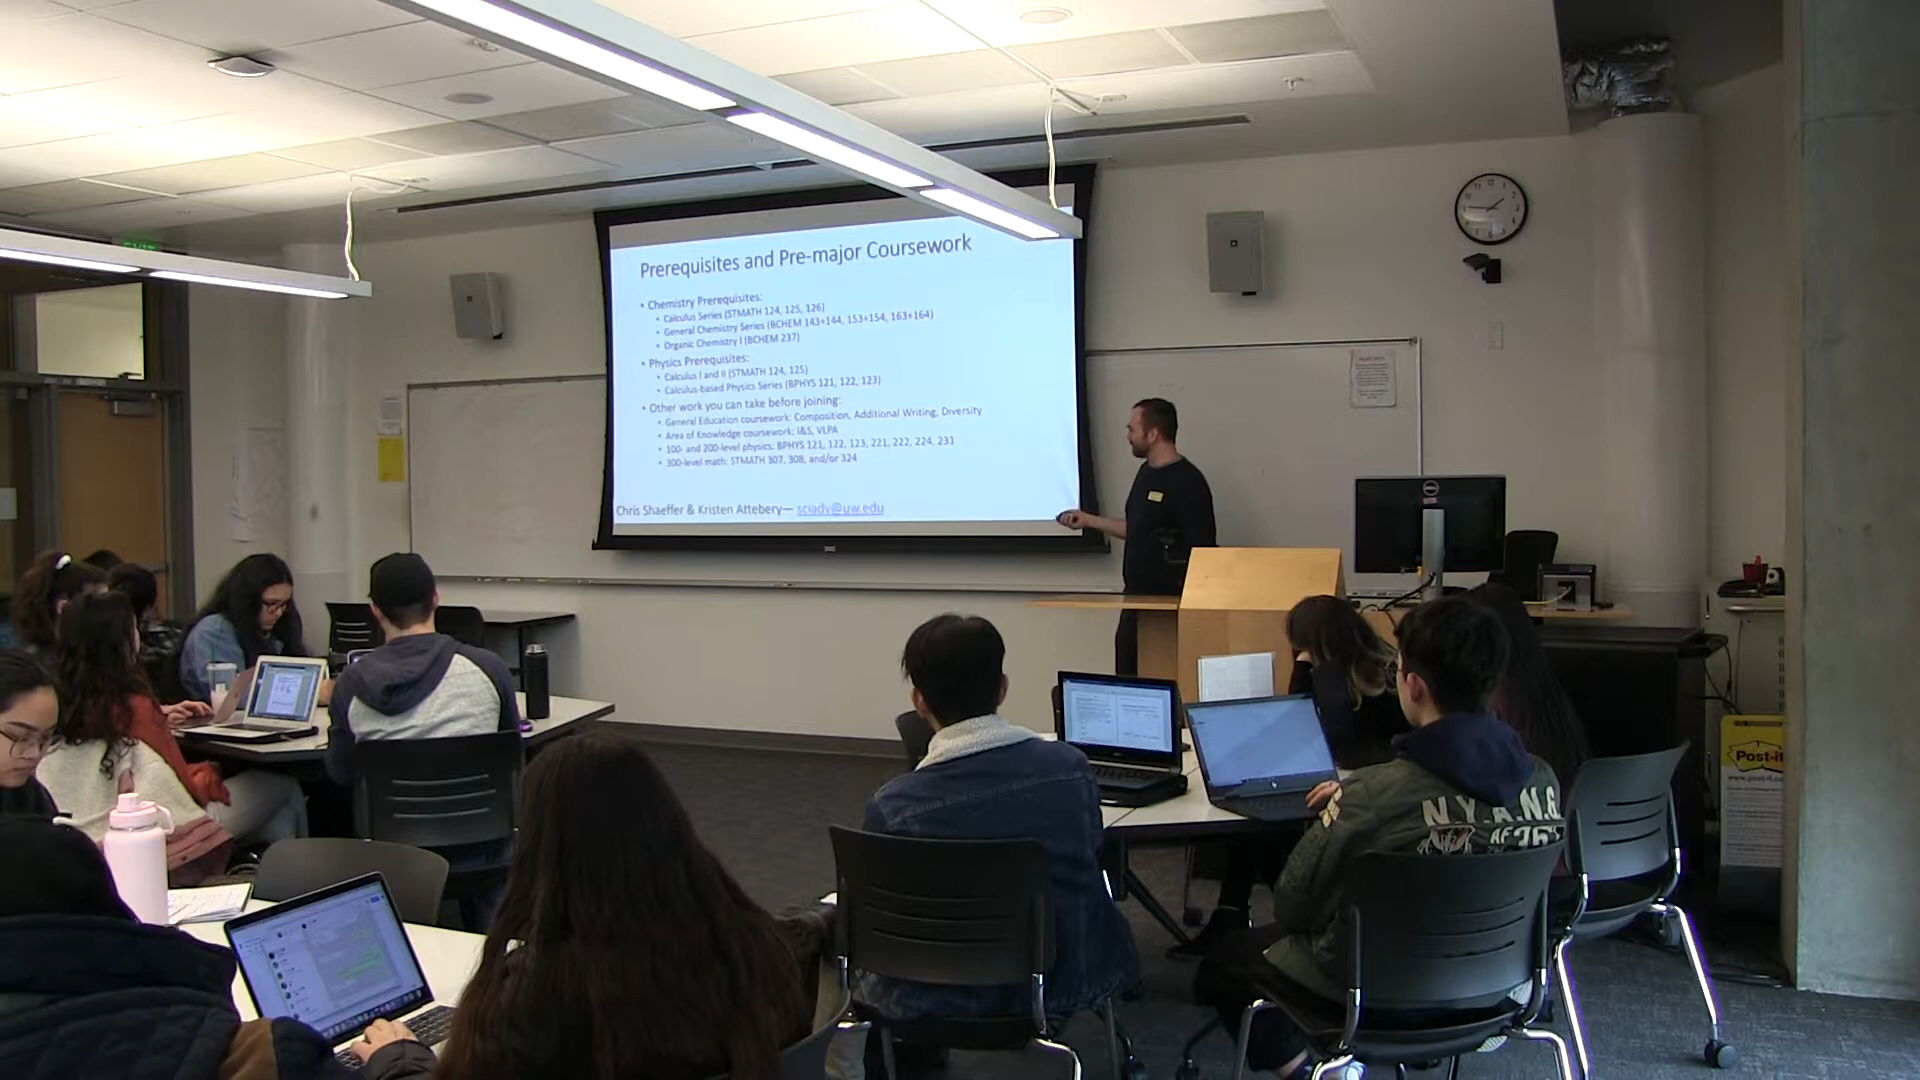 Prerequisites and Pre-major Coursework
• Chemistry Prerequisites:
• Calculus Series (STMATH 124, 125, 126)
• General Chemistry Series (BCHEM 143+144, 153+154, 163+164)
• Organic Chemistry I (BCHEM 237)
• Physics Prerequisites:
• Calculus I and II (STMATH 124, 125)
• Calculus-based Physics Series (BPHYS 121, 122, 123)
• Other work you can take before joining:
• General Education coursework: Composition, Additional Writing, Diversity
• Area of Knowledge coursework: I&S, VLPA
• 100- and 200-level physics: BPHYS 121, 122, 123, 221, 222, 224, 231
• 300-level math: STMATH 307, 308, and/or 324
Chris Shaeffer & Kristen Attebery— sciadv@uw.edu
DELL
Post-it
N.Y.A.N.G